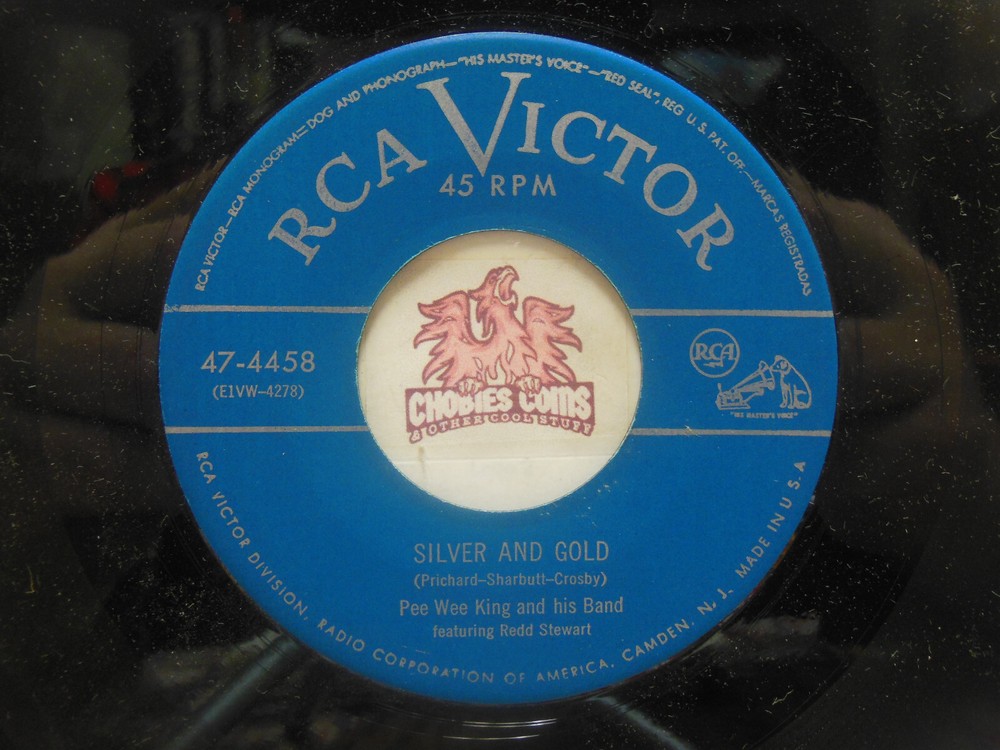 RCA VICTOR—RCA MONOGRAM—DOG AND PHONOGRAPH—"HIS MASTER'S VOICE"—"RED SEAL", REG U.S. PAT. OFF.—MARCAS REGISTRADAS
RCA VICTOR
45 RPM
47-4458
(E1VW-4278)
RCA
"HIS MASTER'S VOICE"
CHOBIES COMS
& OTHER COOL STUFF
SILVER AND GOLD
(Prichard-Sharbutt-Crosby)
Pee Wee King and his Band
featuring Redd Stewart
RCA VICTOR DIVISION, RADIO CORPORATION OF AMERICA, CAMDEN, N. J. MADE IN U S.A